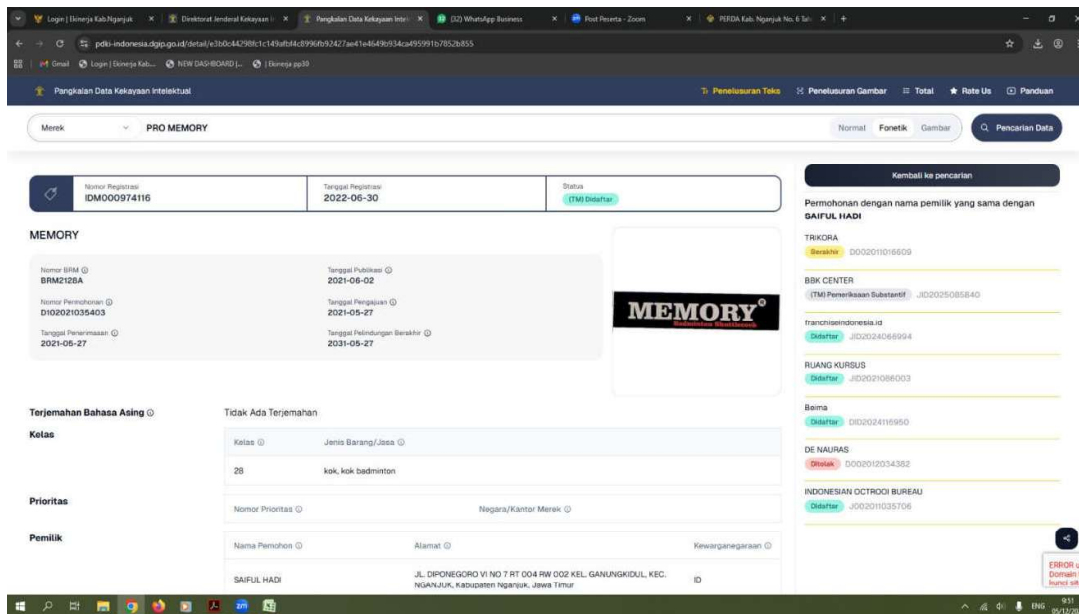 Login | Ekinerja Kab.Nganjuk
Direktorat Jenderal Kekayaan I
Pangkalan Data Kekayaan Intel
(32) WhatsApp Business
Post Peserta - Zoom
PERDA Kab. Nganjuk No. 6 Tah
pdki-indonesia.dgip.go.id/detail/e3b0c44298fc1c149afbf4c8996fb92427ae41e4649b934ca495991b7852b855
Gmail
Login | Ekinerja Kab...
NEW DASHBOARD |...
| Ekinerja pp30
Pangkalan Data Kekayaan Intelektual
Penelusuran Teks
Penelusuran Gambar
Total
Rate Us
Panduan
Merek
PRO MEMORY
Normal
Fonetik
Gambar
Pencarian Data
Nomor Registrasi
IDM000974116
Tanggal Registrasi
2022-06-30
Status
(TM) Didaftar
MEMORY
Nomor BRM
BRM2128A
Tanggal Publikasi
2021-06-02
Nomor Permohonan
D102021035403
Tanggal Pengajuan
2021-05-27
Tanggal Penerimaan
2021-05-27
Tanggal Pelindungan Berakhir
2031-05-27
MEMORY®
Badminton Shuttlecock
Terjemahan Bahasa Asing
Tidak Ada Terjemahan
Kelas
Kelas
Jenis Barang/Jasa
28
kok, kok badminton
Prioritas
Nomor Prioritas
Negara/Kantor Merek
Pemilik
Nama Pemohon
Alamat
Kewarganegaraan
SAIFUL HADI
JL. DIPONEGORO VI NO 7 RT 004 RW 002 KEL. GANUNGKIDUL, KEC.
NGANJUK, Kabupaten Nganjuk, Jawa Timur
ID
Kembali ke pencarian
Permohonan dengan nama pemilik yang sama dengan
SAIFUL HADI
TRIKORA
Berakhir D002011016609
BBK CENTER
(TM) Pemeriksaan Substantif JID2025085840
franchiseindonesia.id
Didaftar JID2024066994
RUANG KURSUS
Didaftar JID2021086003
Baima
Didaftar DID2024116950
DE NAURAS
Ditolak D002012034382
INDONESIAN OCTROOI BUREAU
Didaftar J002011035706
ERROR
Domain
kunci sit
ENG
9:51